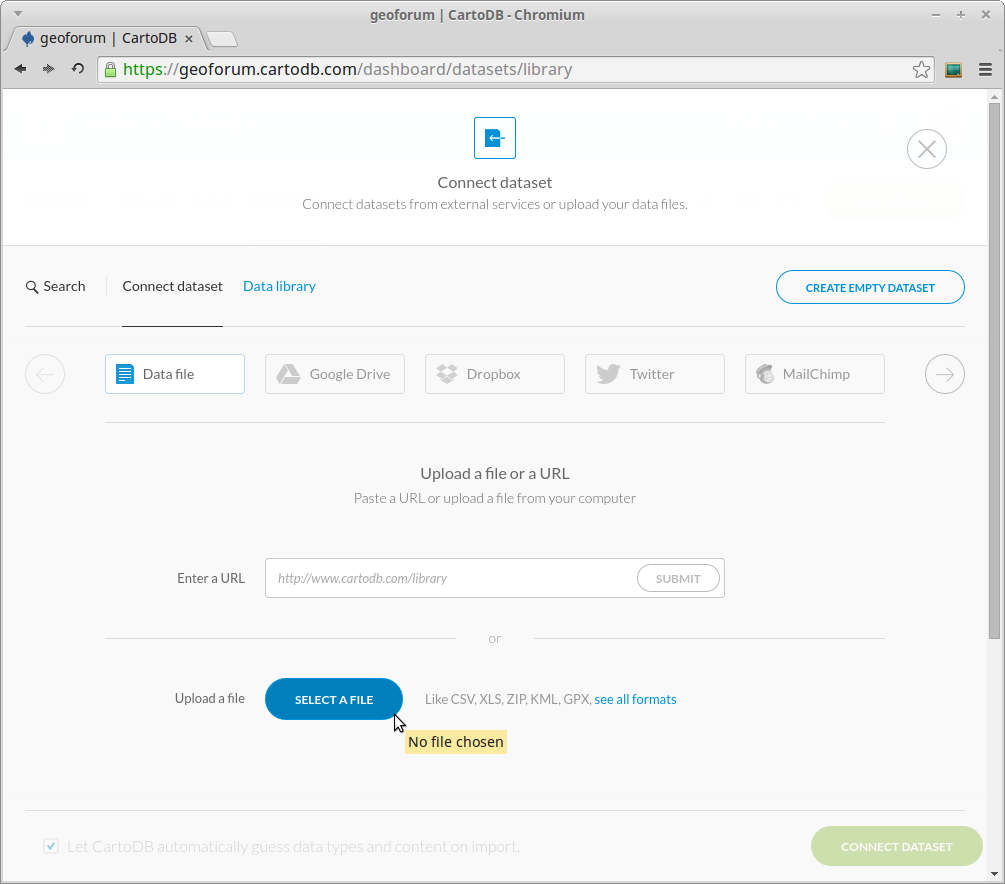 geoforum | CartoDB - Chromium
geoforum | CartoDB
https://geoforum.cartodb.com/dashboard/datasets/library
Connect dataset
Connect datasets from external services or upload your data files.
Search Connect dataset Data library CREATE EMPTY DATASET
Data file Google Drive Dropbox Twitter MailChimp
Upload a file or a URL
Paste a URL or upload a file from your computer
Enter a URL http://www.cartodb.com/library SUBMIT
or
Upload a file SELECT A FILE Like CSV, XLS, ZIP, KML, GPX, see all formats
No file chosen
Let CartoDB automatically guess data types and content on import. CONNECT DATASET